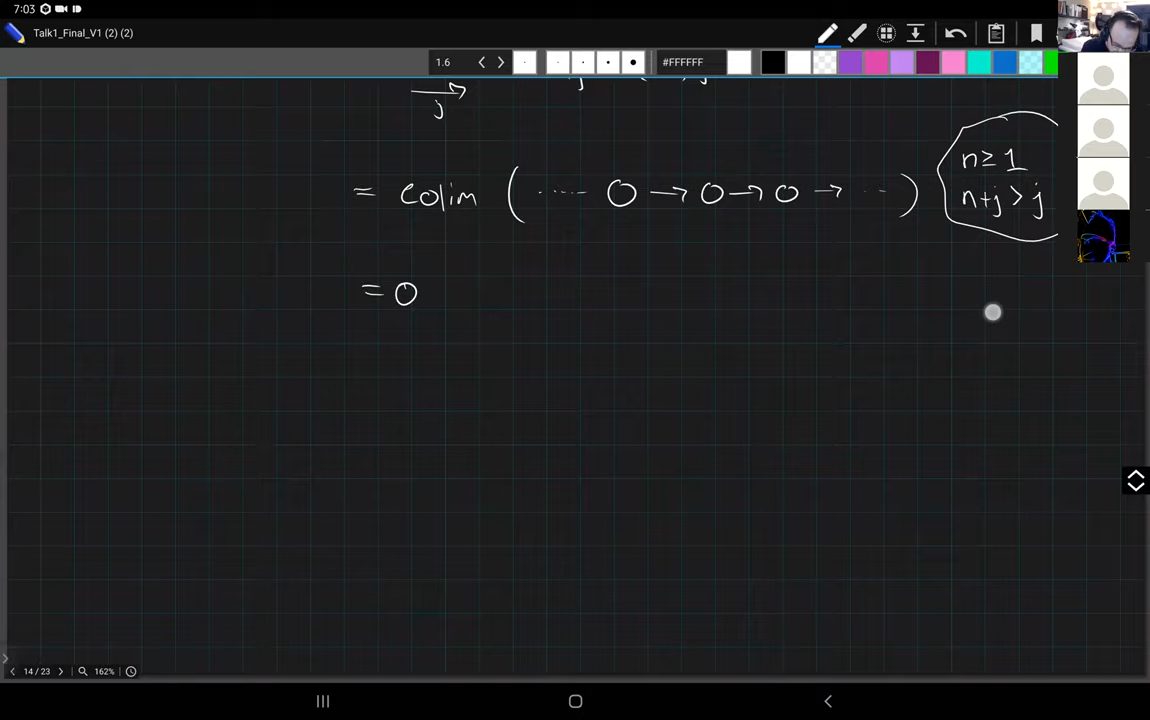 7:03
Talk1_Final_V1 (2) (2)
1.6
#FFFFFF
j
= colim ( ..... 0 → 0 → 0 → ... )
n ≥ 1
n+j > j
= 0
14 / 23
162%